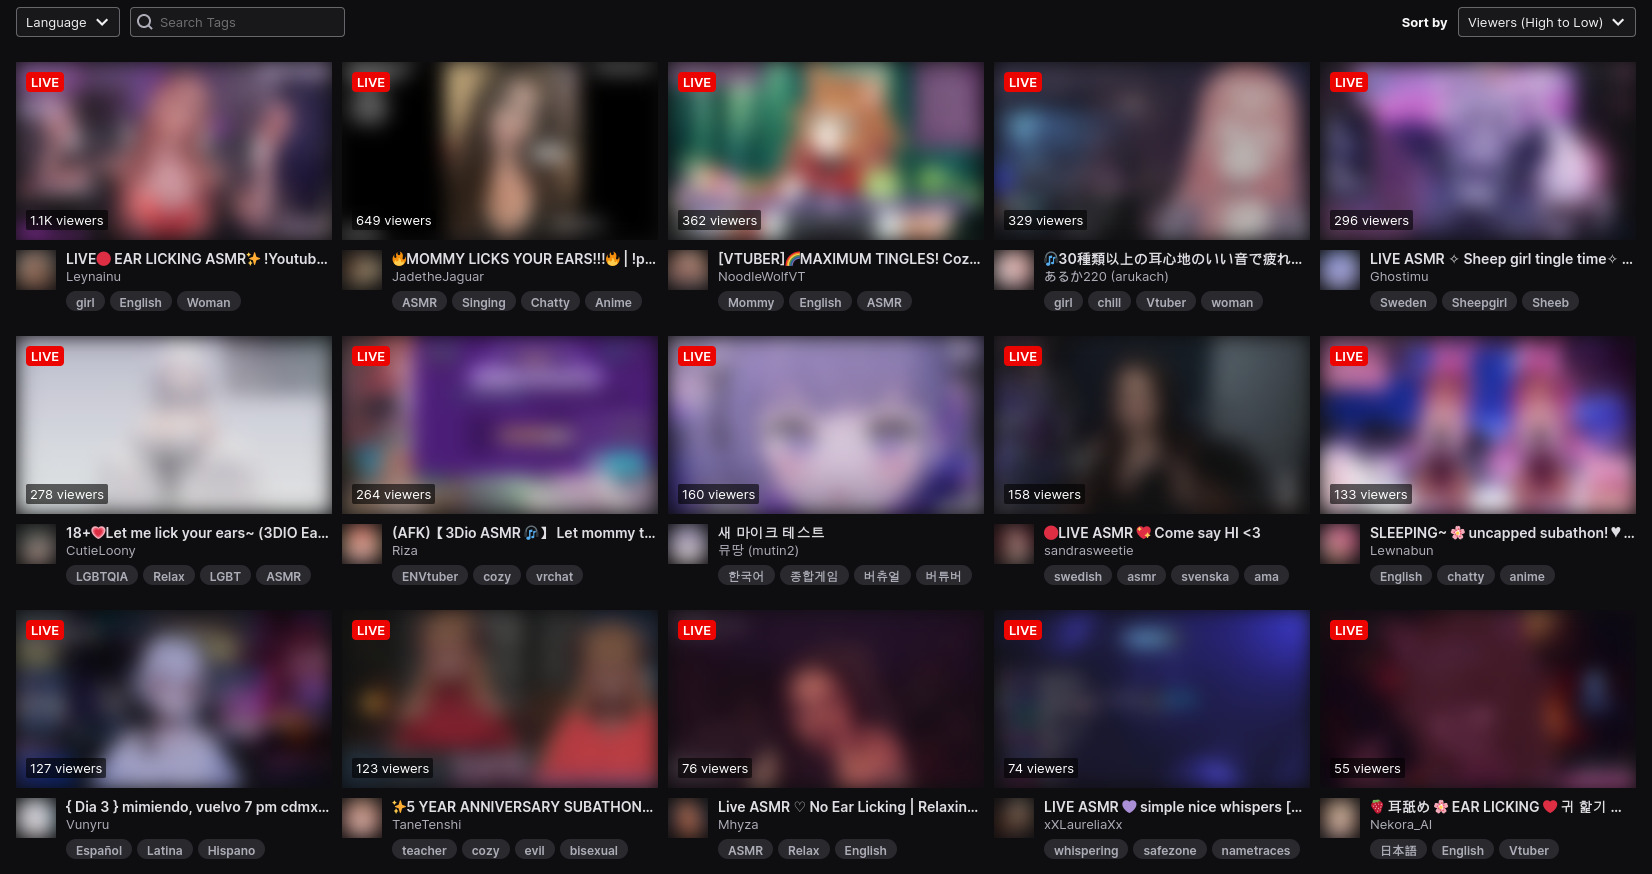 Language
Search Tags
Sort by
Viewers (High to Low)
LIVE
LIVE
LIVE
LIVE
LIVE
1.1K viewers
649 viewers
362 viewers
329 viewers
296 viewers
LIVE🔴 EAR LICKING ASMR✨ !Youtub...
Leynainu
girl English Woman
🔥MOMMY LICKS YOUR EARS!!!🔥 | !p...
JadetheJaguar
ASMR Singing Chatty Anime
[VTUBER]🌈MAXIMUM TINGLES! Coz...
NoodleWolfVT
Mommy English ASMR
🎧30種類以上の耳心地のいい音で疲れ...
あるか220 (arukach)
girl chill Vtuber woman
LIVE ASMR ✧ Sheep girl tingle time✧ ...
Ghostimu
Sweden Sheepgirl Sheeb
LIVE
LIVE
LIVE
LIVE
LIVE
278 viewers
264 viewers
160 viewers
158 viewers
133 viewers
18+💗Let me lick your ears~ (3DIO Ea...
CutieLoony
LGBTQIA Relax LGBT ASMR
(AFK)【 3Dio ASMR 🎧 】 Let mommy t...
Riza
ENVtuber cozy vrchat
새 마이크 테스트
뮤땅 (mutin2)
한국어 종합게임 버츄얼 버튜버
🔴LIVE ASMR 💖 Come say HI <3
sandrasweetie
swedish asmr svenska ama
SLEEPING~ 🌸 uncapped subathon! ♥ ...
Lewnabun
English chatty anime
LIVE
LIVE
LIVE
LIVE
LIVE
127 viewers
123 viewers
76 viewers
74 viewers
55 viewers
{ Dia 3 } mimiendo, vuelvo 7 pm cdmx...
Vunyru
Español Latina Hispano
✨5 YEAR ANNIVERSARY SUBATHON...
TaneTenshi
teacher cozy evil bisexual
Live ASMR ♡ No Ear Licking | Relaxin...
Mhyza
ASMR Relax English
LIVE ASMR 💜 simple nice whispers [...
xXLaureliaXx
whispering safezone nametraces
🍓 耳舐め 🌸 EAR LICKING ❤ 귀 핥기 ...
Nekora_AI
日本語 English Vtuber